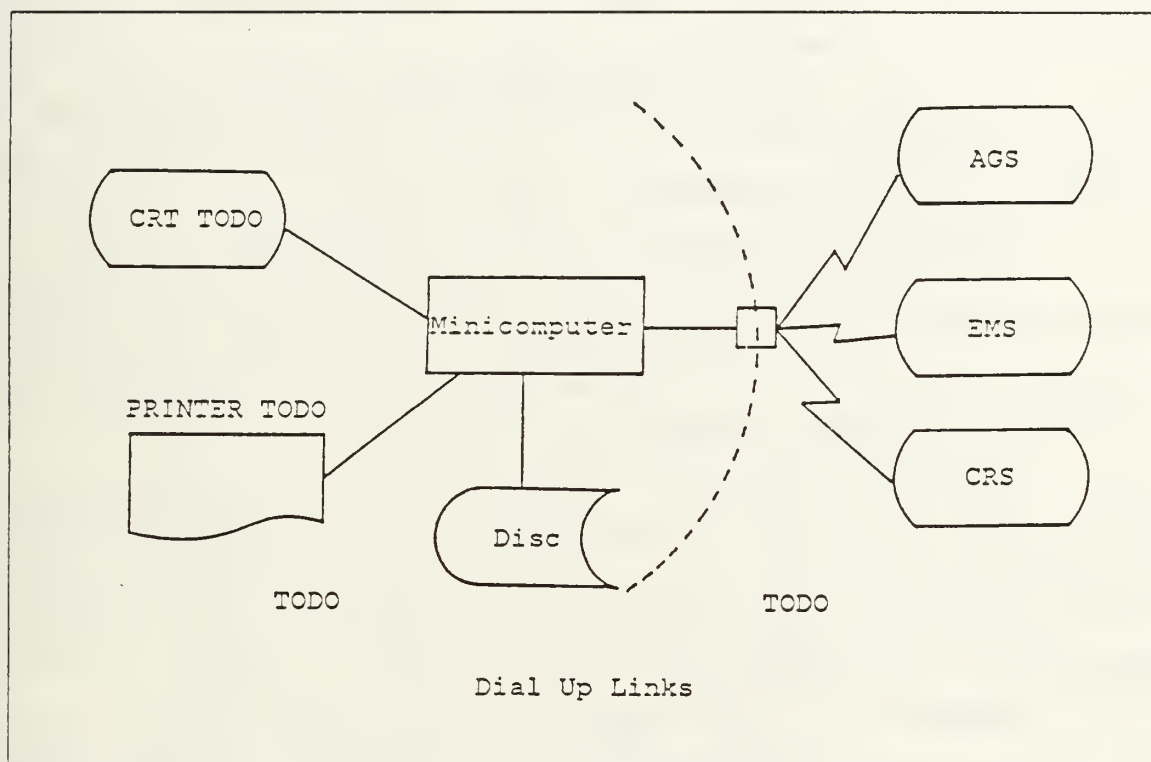 AGS
CRT TODO
Minicomputer
EMS
PRINTER TODO
CRS
Disc
TODO
TODO
Dial Up Links